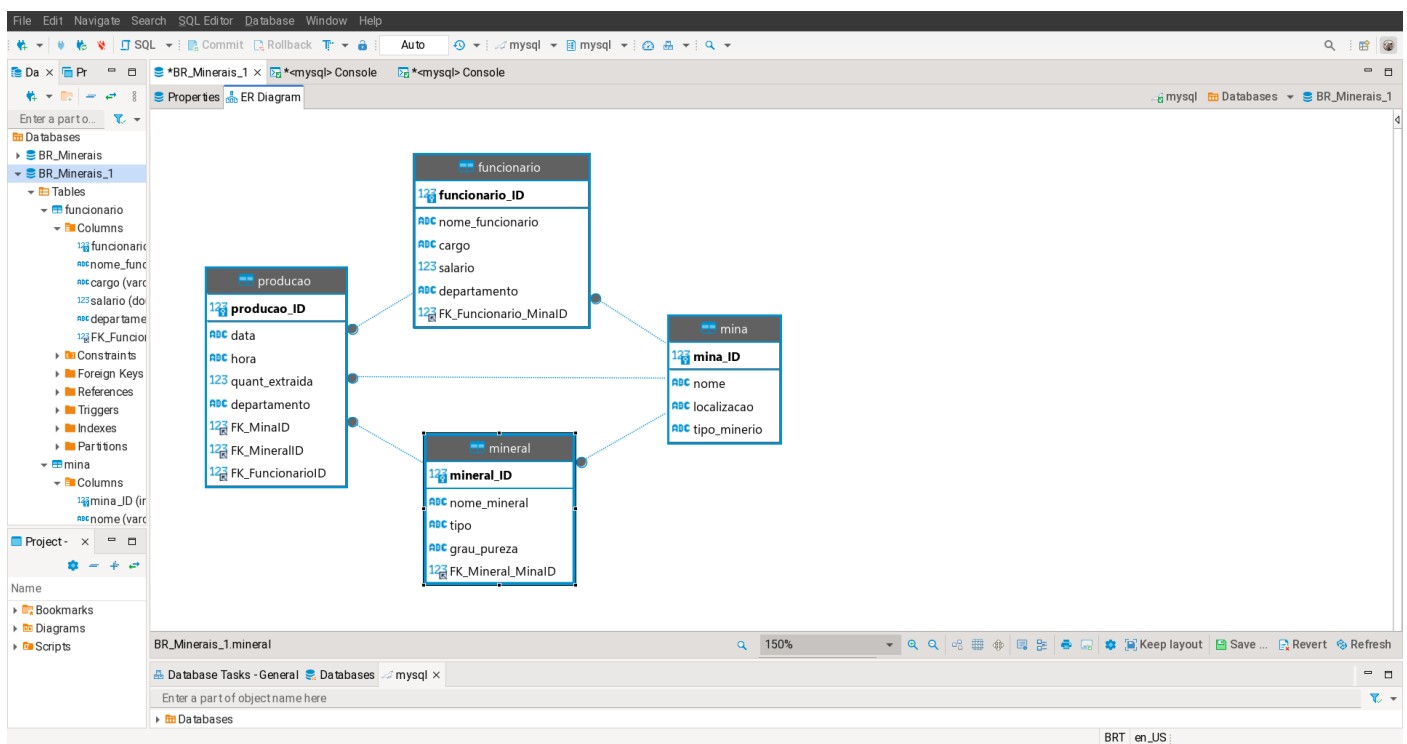 File Edit Navigate Search SQL Editor Database Window Help
SQL Commit Rollback Auto mysql mysql
Da Pr *BR_Minerais_1 *<mysql> Console *<mysql> Console
Properties ER Diagram mysql Databases BR_Minerais_1
Enter a part o...
Databases
BR_Minerais
BR_Minerais_1
Tables
funcionario
Columns
funcionaric
nome_func
cargo (varc
salario (dou
departame
FK_Funcior
Constraints
Foreign Keys
References
Triggers
Indexes
Partitions
mina
Columns
mina_ID (in
nome (varc
funcionario
funcionario_ID
nome_funcionario
cargo
salario
departamento
FK_Funcionario_MinaID
producao
producao_ID
data
hora
quant_extraida
departamento
FK_MinaID
FK_MineralID
FK_FuncionarioID
mina
mina_ID
nome
localizacao
tipo_minerio
mineral
mineral_ID
nome_mineral
tipo
grau_pureza
FK_Mineral_MinaID
Project -
Name
Bookmarks
Diagrams
Scripts
BR_Minerais_1.mineral 150% Keep layout Save ... Revert Refresh
Database Tasks - General Databases mysql
Enter a part of object name here
Databases
BRT en_US